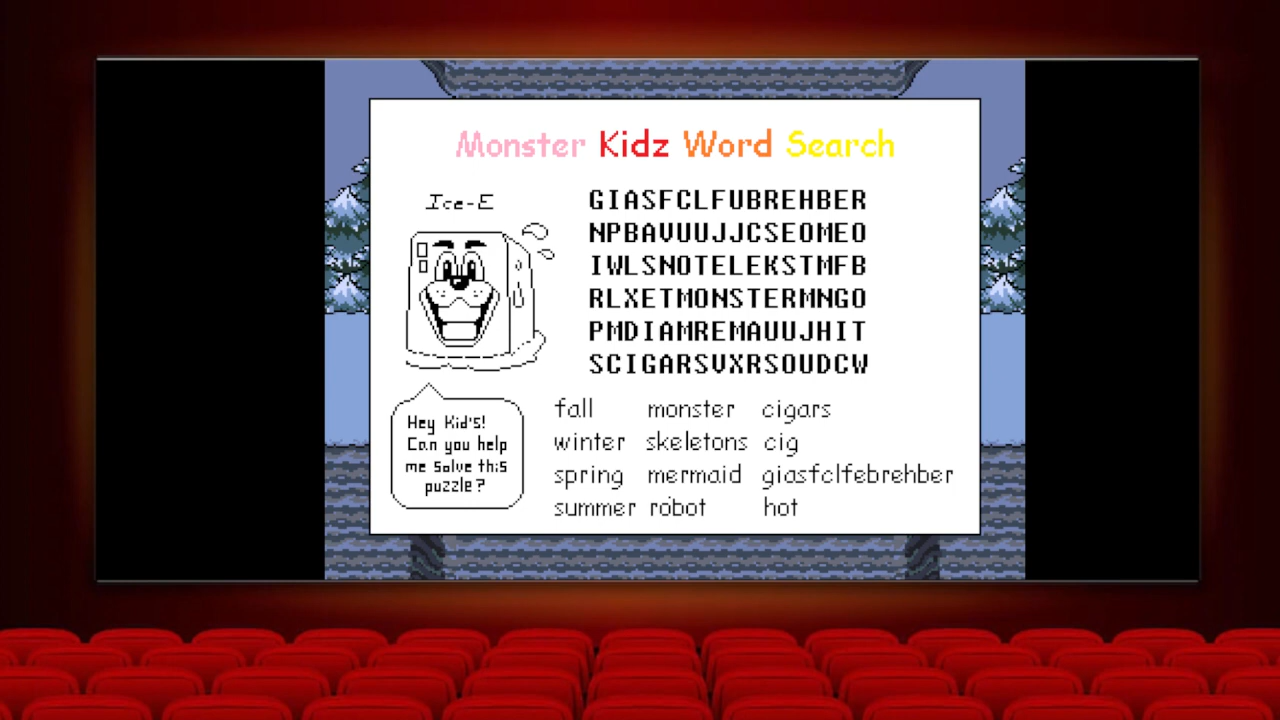 Monster Kidz Word Search
Ice-E
GIASFCLFUBREHBER
NPBAVUUJJCSEOMEO
IWLSNOTELEKSTMFB
RLXETMONSTERMNGO
PMDIAMREMAUUJHIT
SCIGARSVXRSOUDCW
Hey Kid's!
Can you help
me solve this
puzzle?
fall monster cigars
winter skeletons cig
spring mermaid giasfclfebrehber
summer robot hot